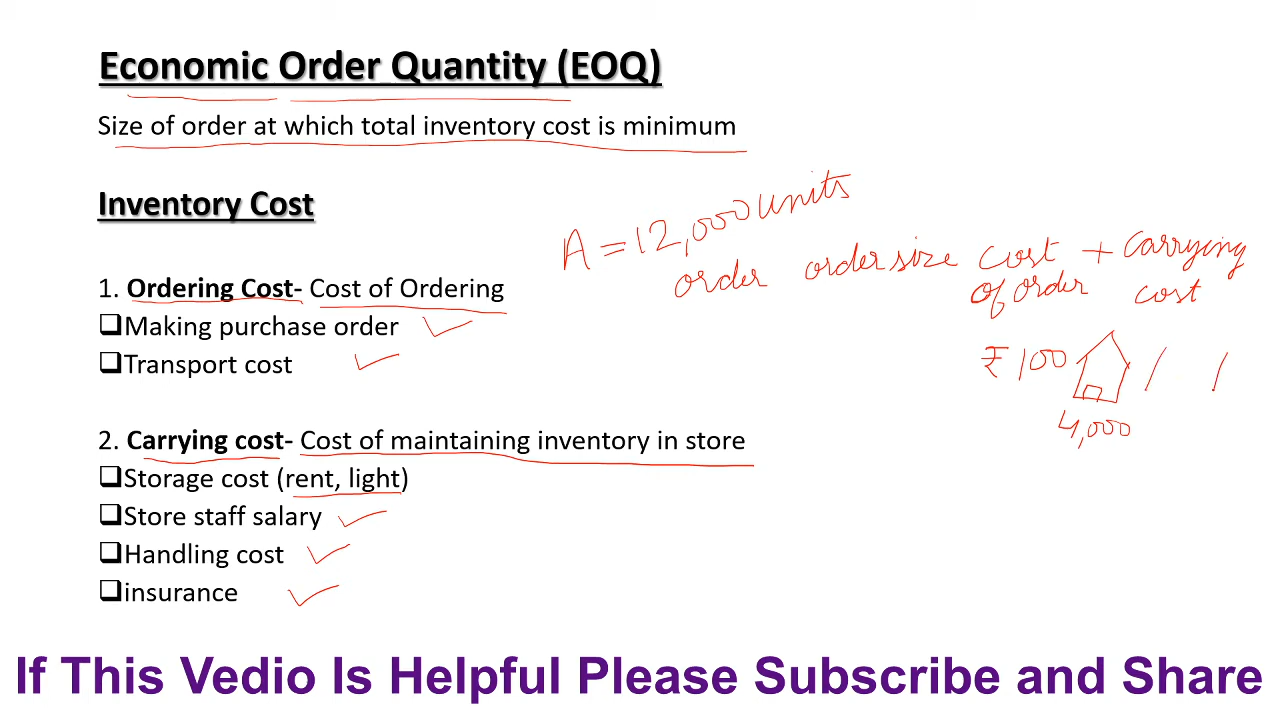 Economic Order Quantity (EOQ)
Size of order at which total inventory cost is minimum
Inventory Cost
A = 12,000 units
order order size cost of order + carrying cost
1. Ordering Cost- Cost of Ordering
❑Making purchase order
❑Transport cost
₹100
4,000
2. Carrying cost- Cost of maintaining inventory in store
❑Storage cost (rent, light)
❑Store staff salary
❑Handling cost
❑insurance
If This Vedio Is Helpful Please Subscribe and Share